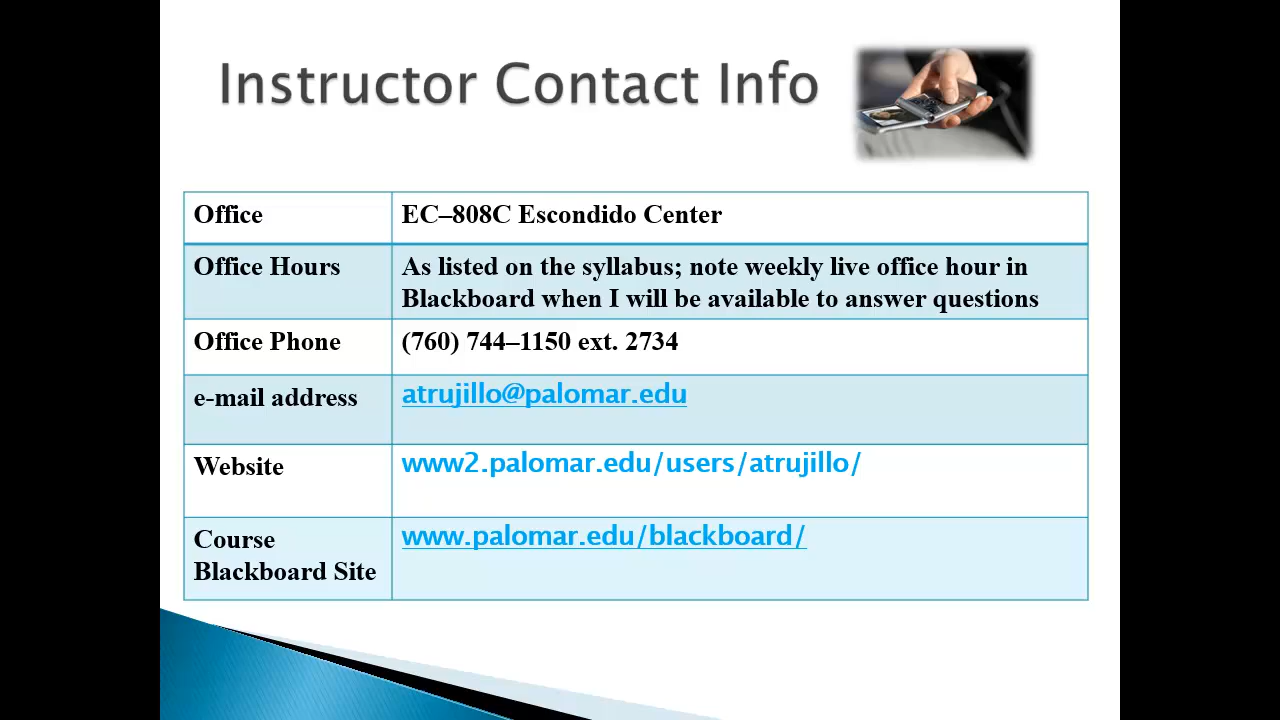 Instructor Contact Info
Office
EC–808C Escondido Center
Office Hours
As listed on the syllabus; note weekly live office hour in
Blackboard when I will be available to answer questions
Office Phone
(760) 744–1150 ext. 2734
e-mail address
atrujillo@palomar.edu
Website
www2.palomar.edu/users/atrujillo/
Course
Blackboard Site
www.palomar.edu/blackboard/